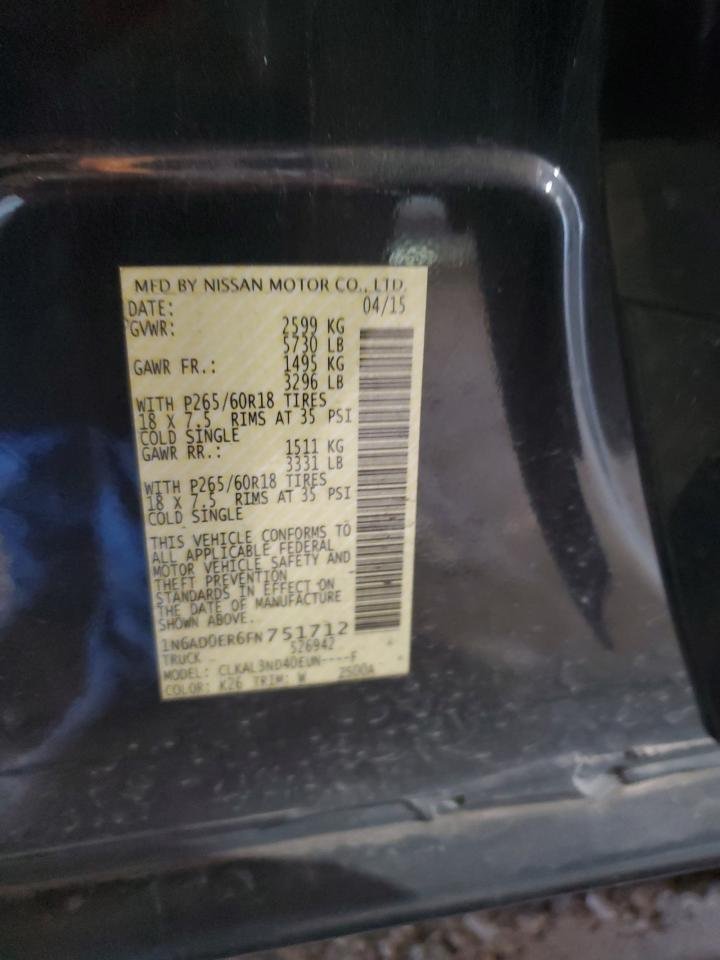 MFD BY NISSAN MOTOR CO., LTD.
DATE: 04/15
GVWR: 2599 KG
5730 LB
GAWR FR.: 1495 KG
3296 LB
WITH P265/60R18 TIRES
18 X 7.5 RIMS AT 35 PSI
COLD SINGLE
GAWR RR.: 1511 KG
3331 LB
WITH P265/60R18 TIRES
18 X 7.5 RIMS AT 35 PSI
COLD SINGLE
THIS VEHICLE CONFORMS TO
ALL APPLICABLE FEDERAL
MOTOR VEHICLE SAFETY AND
THEFT PREVENTION
STANDARDS IN EFFECT ON
THE DATE OF MANUFACTURE
SHOWN ABOVE.
1N6AD0ER6FN751712
TRUCK 526942
MODEL: CLKAL3ND40EUN----F
COLOR: K26 TRIM: W 2500A